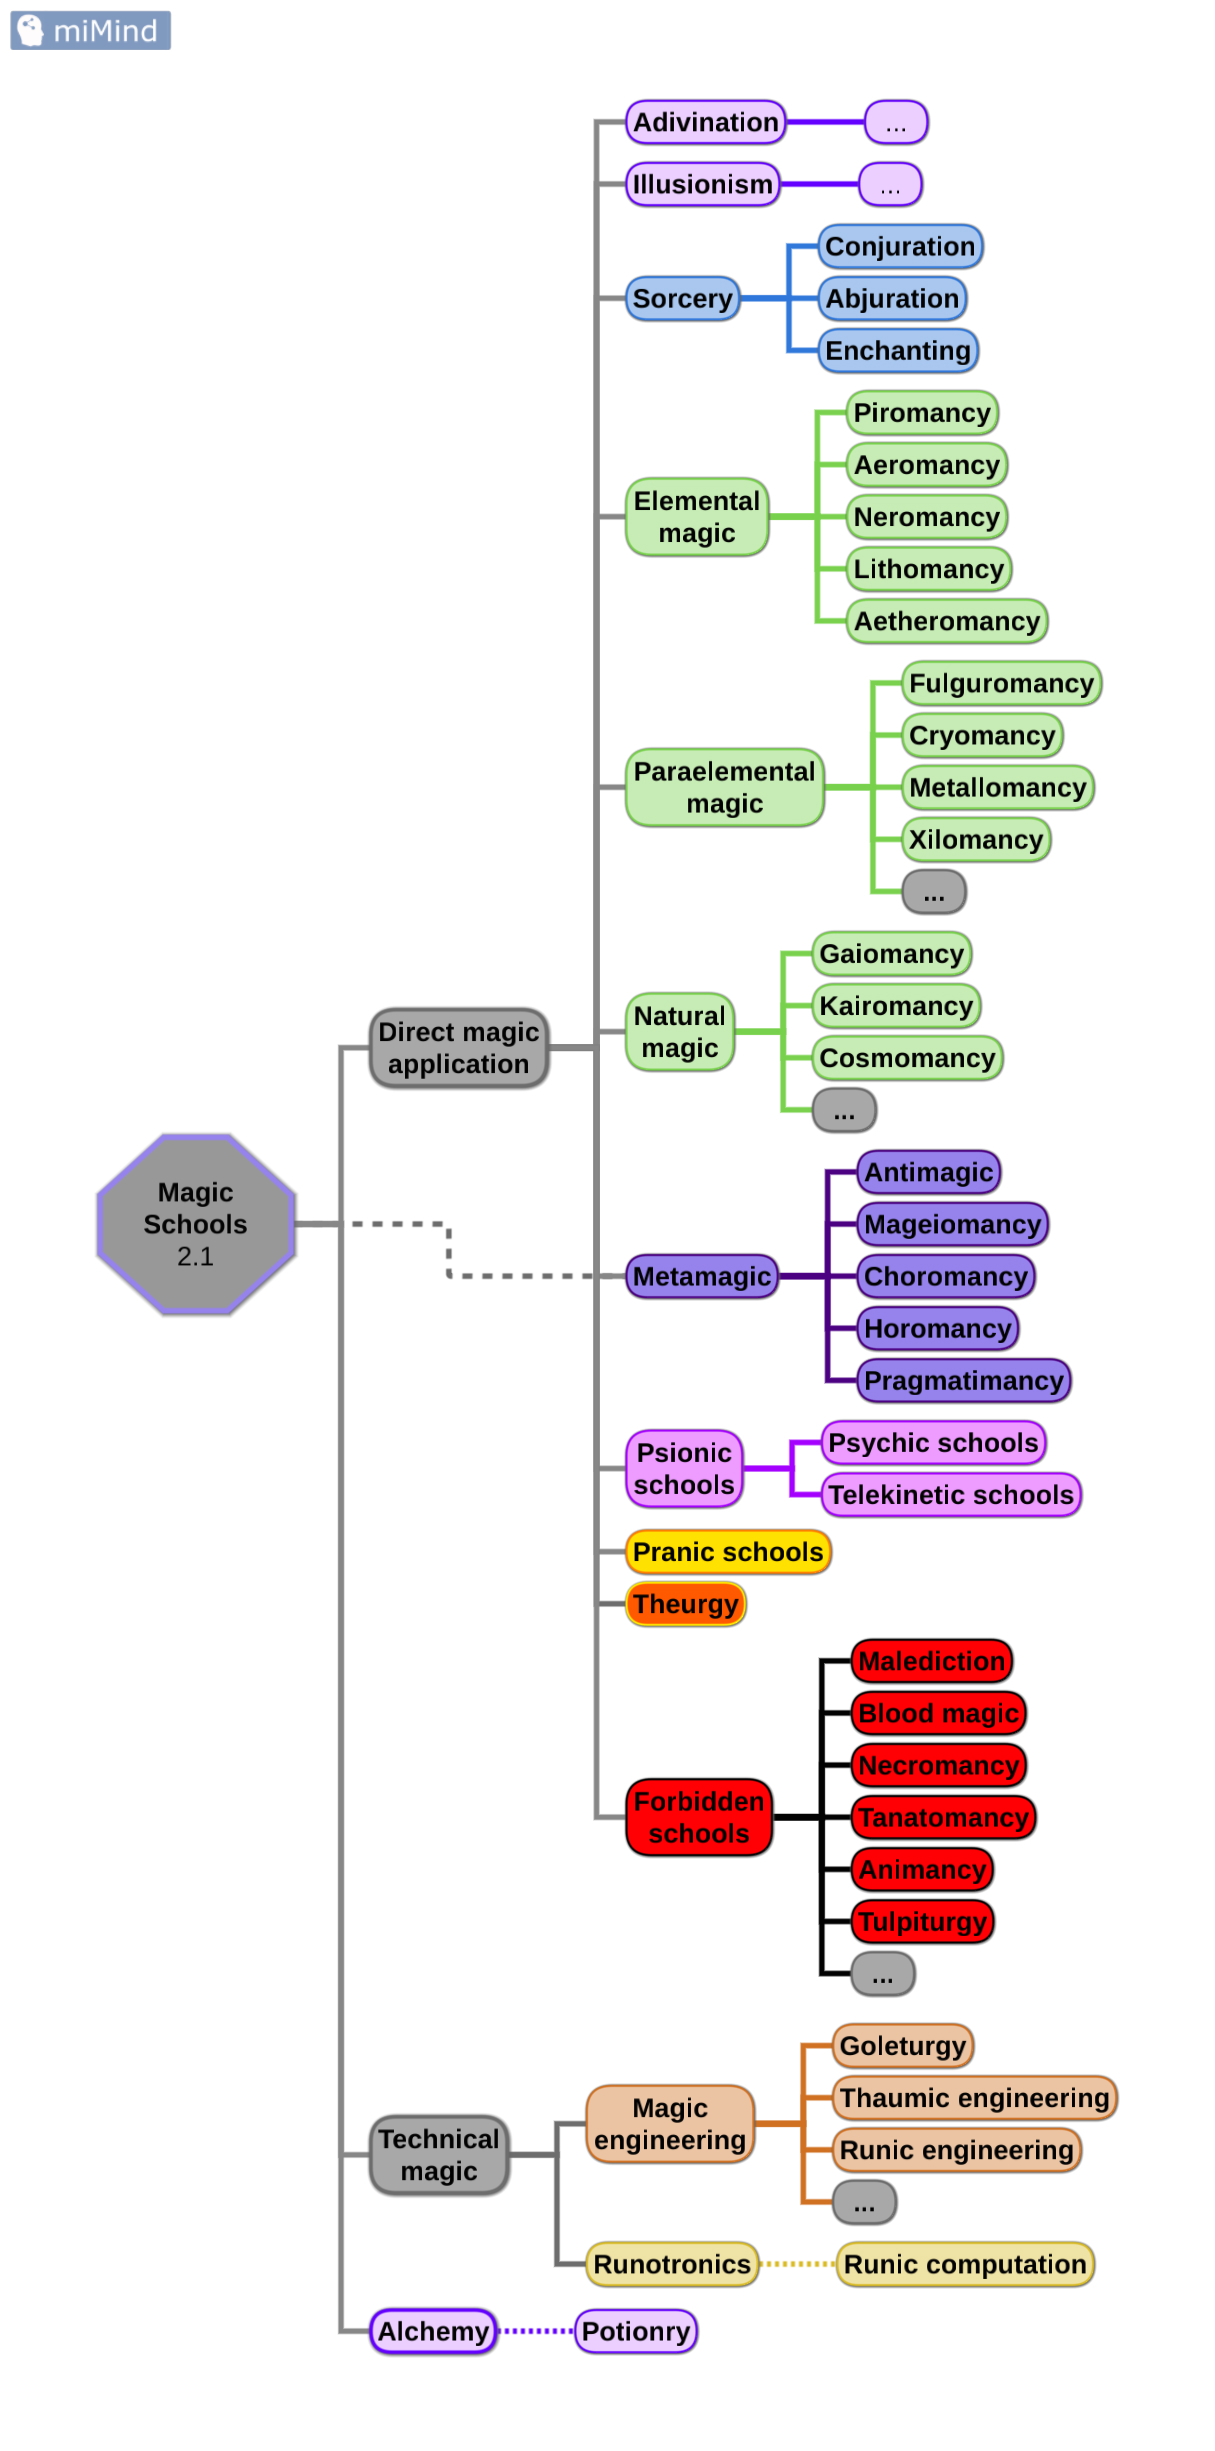 miMind
Adivination
...
Illusionism
...
Conjuration
Sorcery
Abjuration
Enchanting
Piromancy
Aeromancy
Elemental
magic
Neromancy
Lithomancy
Aetheromancy
Fulguromancy
Cryomancy
Paraelemental
magic
Metallomancy
Xilomancy
...
Gaiomancy
Natural
magic
Kairomancy
Cosmomancy
...
Direct magic
application
Magic
Schools
2.1
Antimagic
Mageiomancy
Metamagic
Choromancy
Horomancy
Pragmatimancy
Psionic
schools
Psychic schools
Telekinetic schools
Pranic schools
Theurgy
Malediction
Blood magic
Necromancy
Forbidden
schools
Tanatomancy
Animancy
Tulpiturgy
...
Technical
magic
Magic
engineering
Goleturgy
Thaumic engineering
Runic engineering
...
Runotronics
Runic computation
Alchemy
Potionry